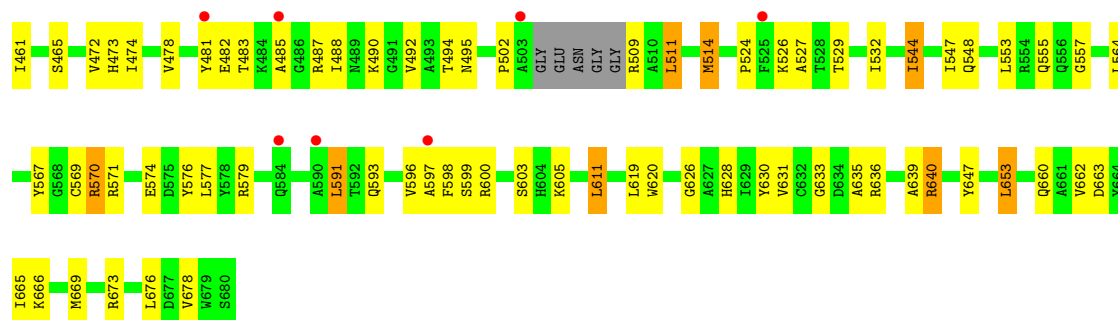 I461 S465 V472 H473 I474 V478 Y481 E482 T483 K484 A485 G486 R487 I488 N489 K490 G491 V492 A493 T494 N495 P502 A503 GLY GLU ASN GLY GLY R509 A510 L511 M514 P524 F525 K526 A527 T528 T529 I532 I544 I547 Q548 L553 R554 Q555 Q556 G557
Y567 G568 C569 R570 R571 E574 D575 Y576 L577 Y578 R579 Q584 A590 L591 T592 Q593 V596 A597 F598 S599 R600 S603 H604 K605 L611 L619 W620 G626 A627 H628 I629 Y630 V631 C632 G633 D634 A635 R636 A639 R640 Y647 L653 Q660 A661 V662 D663
I665 K666 M669 R673 L676 D677 V678 W679 S680